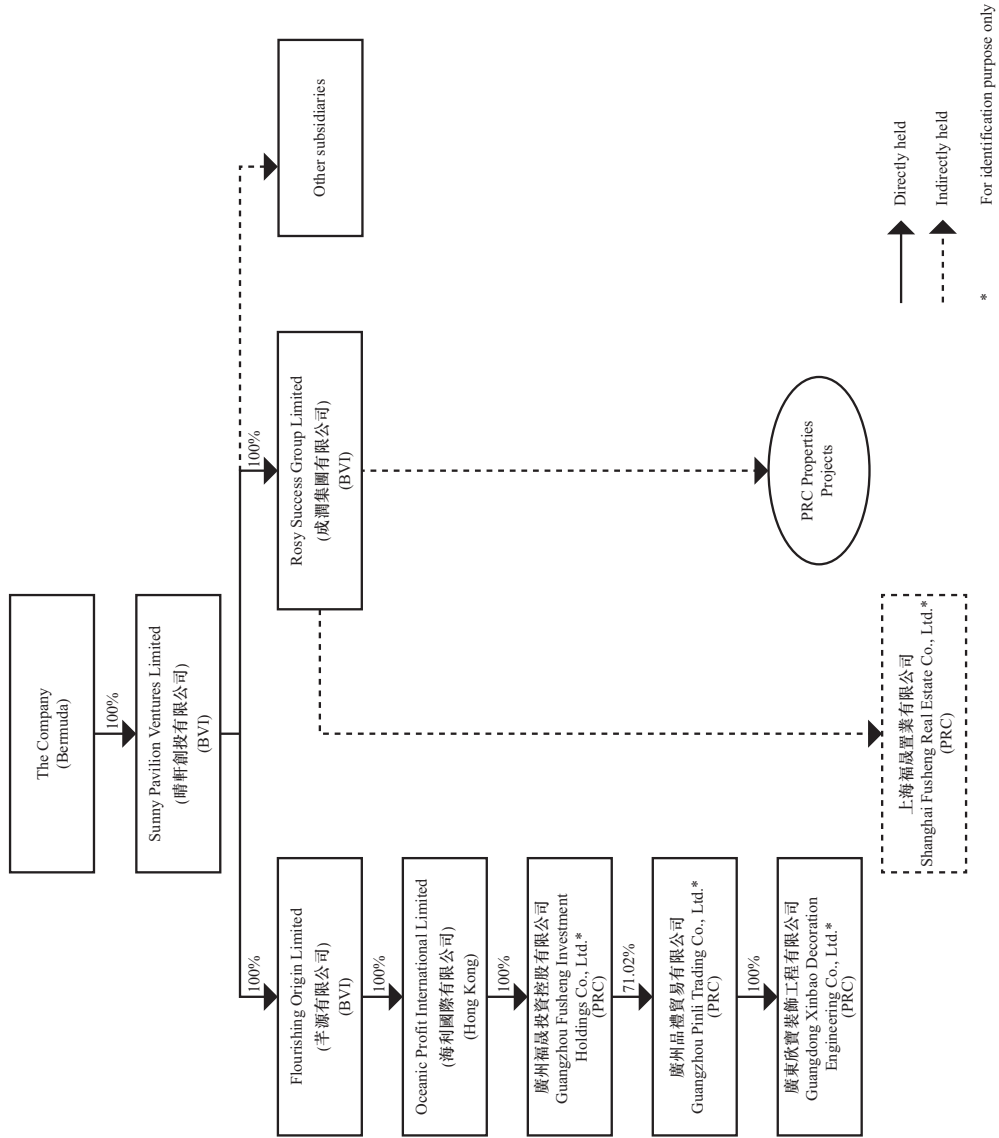 The Company
(Bermuda)
100%
Sunny Pavilion Ventures Limited
(晴軒創投有限公司)
(BVI)
100%
100%
Flourishing Origin Limited
(芊源有限公司)
(BVI)
Rosy Success Group Limited
(成潤集團有限公司)
(BVI)
Other subsidiaries
100%
Oceanic Profit International Limited
(海利國際有限公司)
(Hong Kong)
100%
廣州福晟投資控股有限公司
Guangzhou Fusheng Investment
Holdings Co., Ltd.*
(PRC)
71.02%
廣州品禮貿易有限公司
Guangzhou Pinli Trading Co., Ltd.*
(PRC)
100%
廣東欣寶裝飾工程有限公司
Guangdong Xinbao Decoration
Engineering Co., Ltd.*
(PRC)
PRC Properties
Projects
上海福晟置業有限公司
Shanghai Fusheng Real Estate Co., Ltd.*
(PRC)
Directly held
Indirectly held
* For identification purpose only